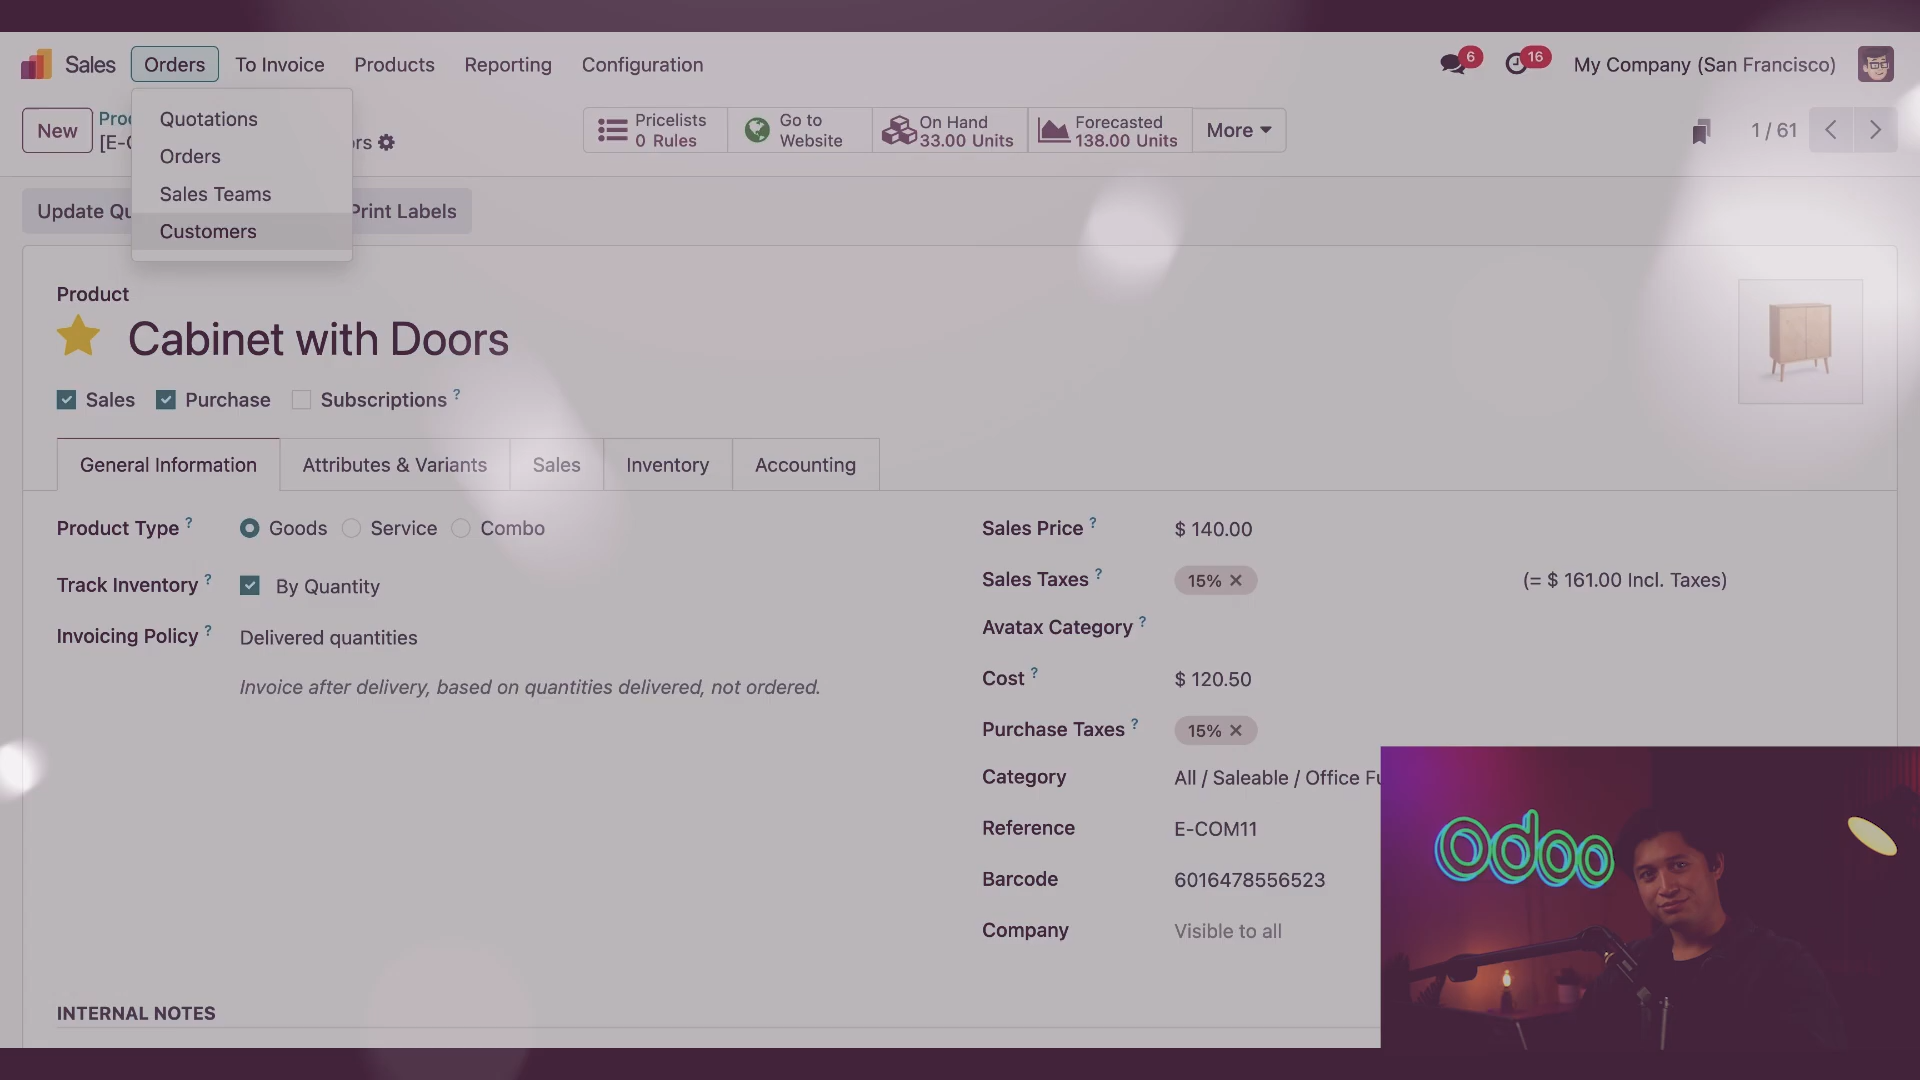 Sales Orders To Invoice Products Reporting Configuration 6 16 My Company (San Francisco)
New
Quotations
Orders
Sales Teams
Customers
Pricelists
0 Rules
Go to
Website
On Hand
33.00 Units
Forecasted
138.00 Units
More
1 / 61
Update
Print Labels
Product
Cabinet with Doors
Sales Purchase Subscriptions ?
General Information Attributes & Variants Sales Inventory Accounting
Product Type ? Goods Service Combo
Track Inventory ? By Quantity
Invoicing Policy ? Delivered quantities
Invoice after delivery, based on quantities delivered, not ordered.
Sales Price ? $ 140.00
Sales Taxes ? 15% (= $ 161.00 Incl. Taxes)
Avatax Category ?
Cost ? $ 120.50
Purchase Taxes ? 15%
Category All / Saleable / Office
Reference E-COM11
Barcode 6016478556523
Company Visible to all
INTERNAL NOTES
odoo